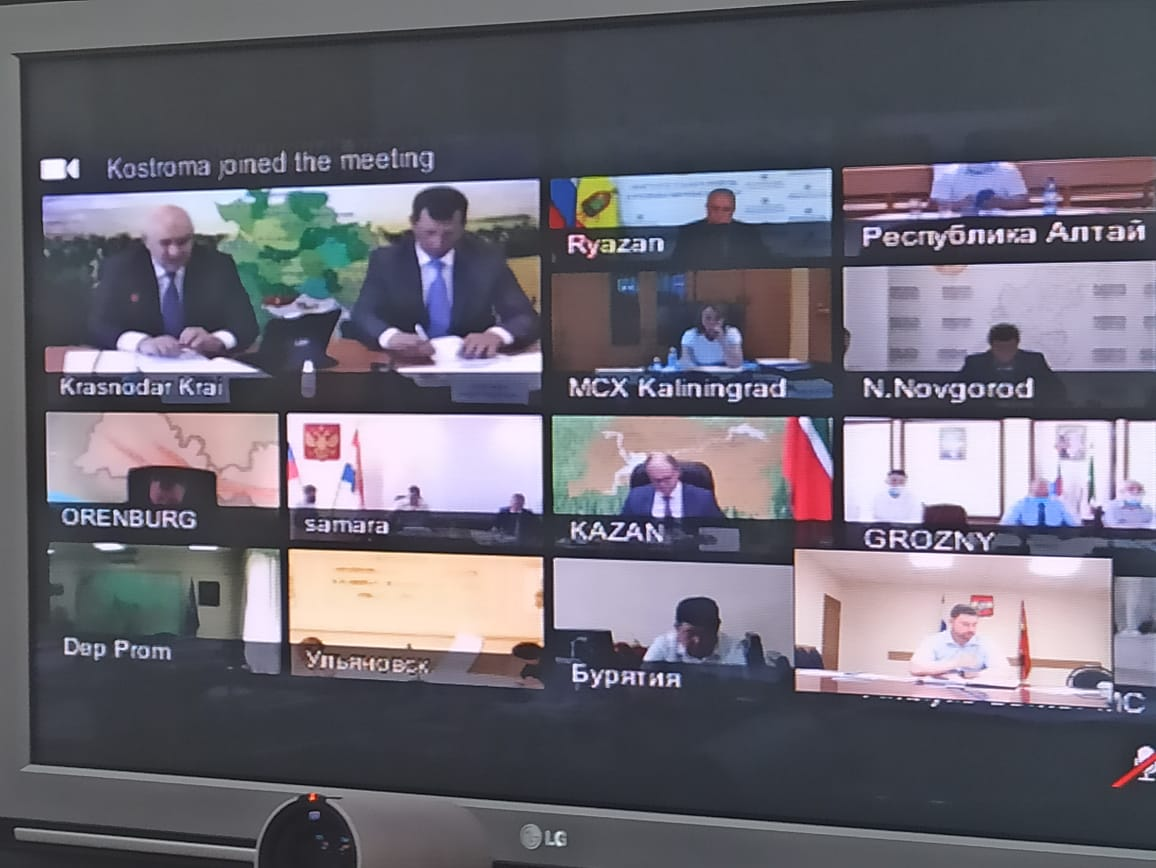 Kostroma joined the meeting
Krasnodar Krai
Ryazan
Республика Алтай
МСХ Kaliningrad
N.Novgorod
ORENBURG
samara
KAZAN
GROZNY
Dep Prom
Ульяновск
Бурятия
LG